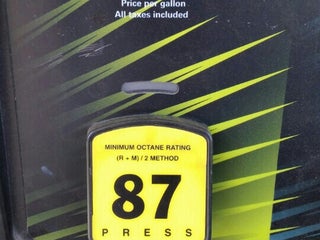 Price per gallon
All taxes included
MINIMUM OCTANE RATING
(R + M) / 2 METHOD
87
PRESS